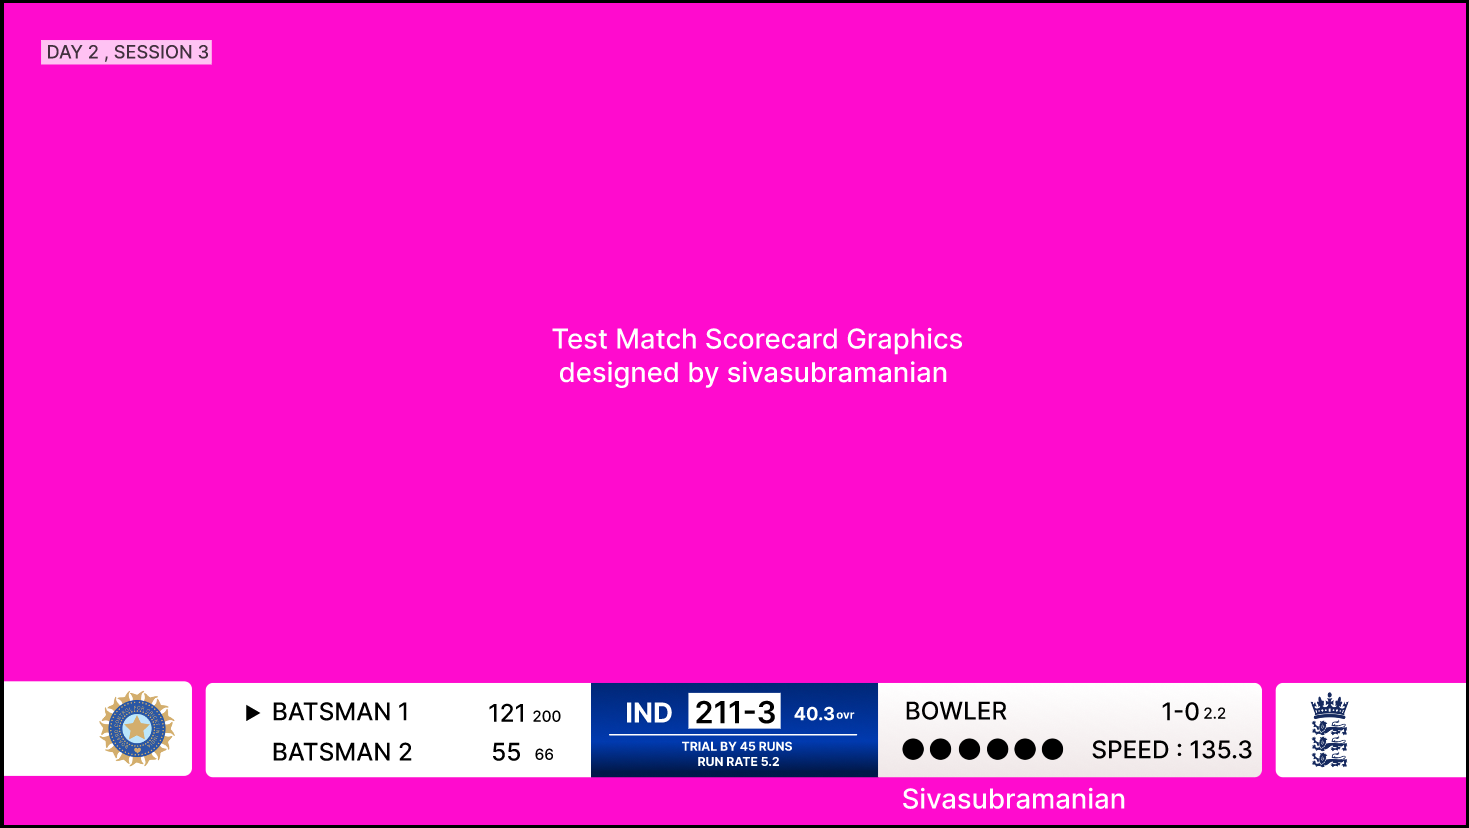 DAY 2 , SESSION 3
Test Match Scorecard Graphics
designed by sivasubramanian
▶ BATSMAN 1 121 200
BATSMAN 2 55 66
IND 211-3 40.3 ovr
TRIAL BY 45 RUNS
RUN RATE 5.2
BOWLER 1-0 2.2
SPEED : 135.3
Sivasubramanian